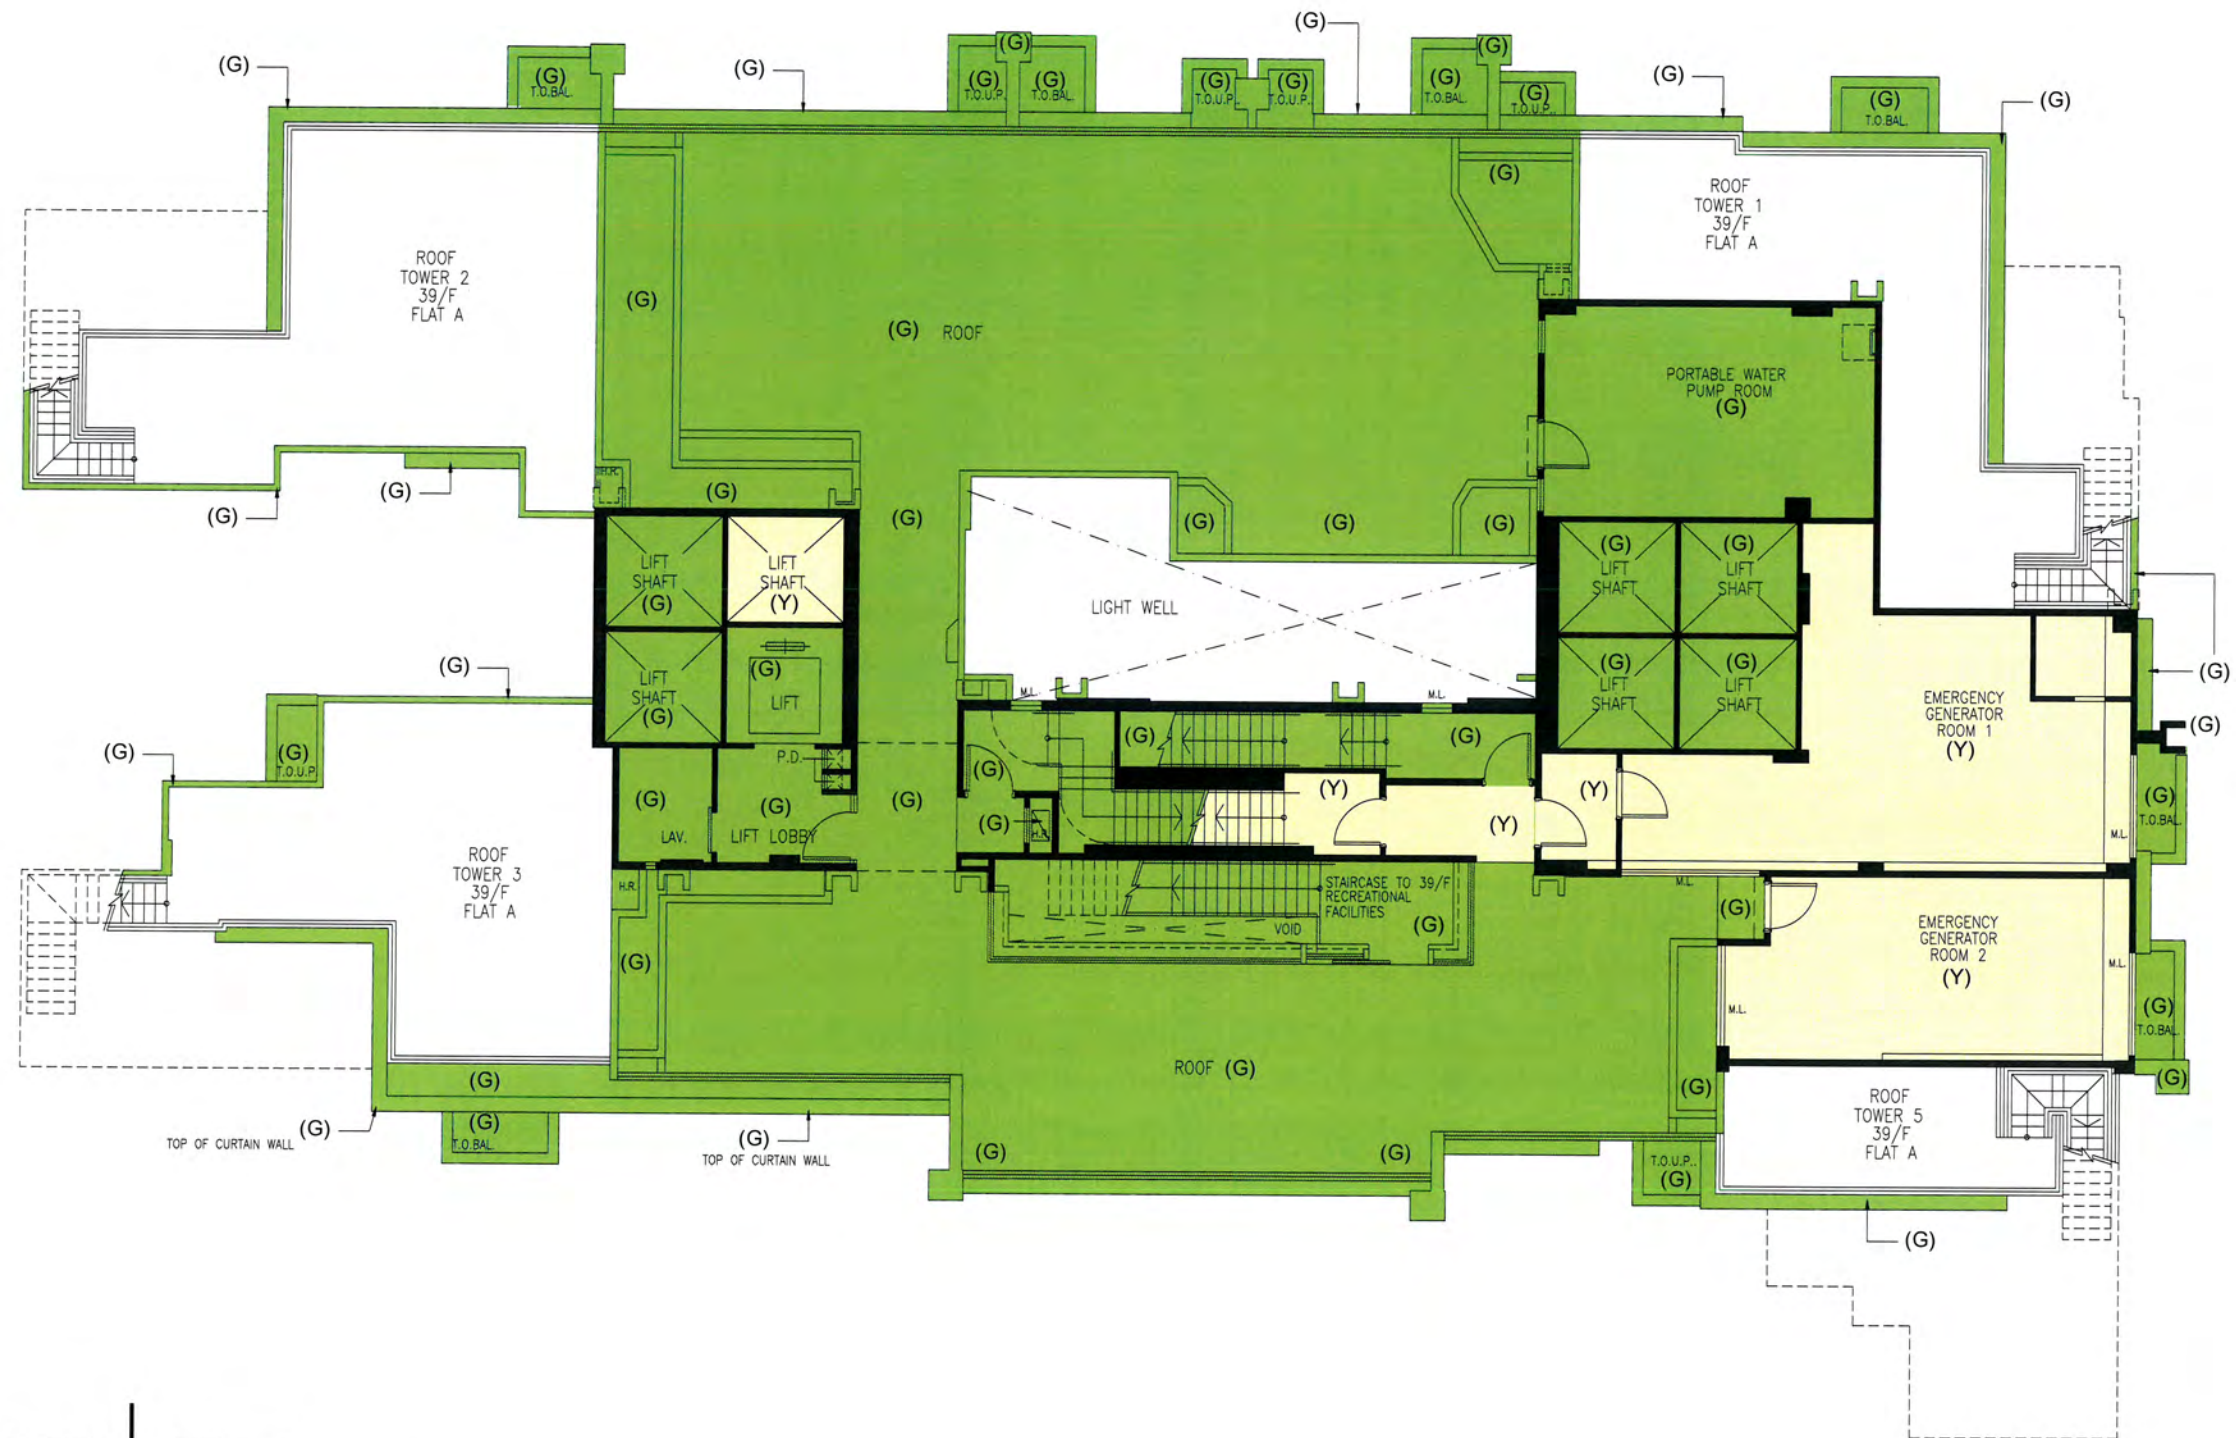 (G)
(G)
(G)
(G)
(G)
T.O.BAL.
(G)
(G)
T.O.U.P.
(G)
T.O.BAL.
(G)
T.O.U.P.
(G)
T.O.U.P.
(G)
(G)
T.O.BAL.
(G)
T.O.U.P.
(G)
(G)
T.O.BAL.
(G)
ROOF
TOWER 2
39/F
FLAT A
(G)
(G) ROOF
(G)
ROOF
TOWER 1
39/F
FLAT A
PORTABLE WATER
PUMP ROOM
(G)
H.R.
(G)
(G)
(G)
(G)
(G)
(G)
(G)
LIFT
SHAFT
(G)
LIFT
SHAFT
(Y)
LIGHT WELL
(G)
LIFT
SHAFT
(G)
LIFT
SHAFT
(G)
LIFT
SHAFT
(G)
(G)
LIFT
(G)
LIFT
SHAFT
(G)
LIFT
SHAFT
M.L.
M.L.
EMERGENCY
GENERATOR
ROOM 1
(Y)
(G)
(G)
(G)
(G)
(G)
T.O.U.P
P.D.
(G)
LAV.
(G)
LIFT LOBBY
(G)
(G)
(G)
H.R.
(G)
(G)
(Y)
(Y)
(Y)
(G)
T.O.BAL.
M.L.
ROOF
TOWER 3
39/F
FLAT A
H.R.
(G)
STAIRCASE TO 39/F
RECREATIONAL
FACILITIES
(G)
VOID
M.L.
(G)
EMERGENCY
GENERATOR
ROOM 2
(Y)
M.L.
M.L.
(G)
T.O.BAL.
ROOF (G)
(G)
(G)
(G)
(G)
T.O.BAL.
(G)
TOP OF CURTAIN WALL
(G)
TOP OF CURTAIN WALL
(G)
(G)
T.O.U.P..
(G)
ROOF
TOWER 5
39/F
FLAT A
(G)